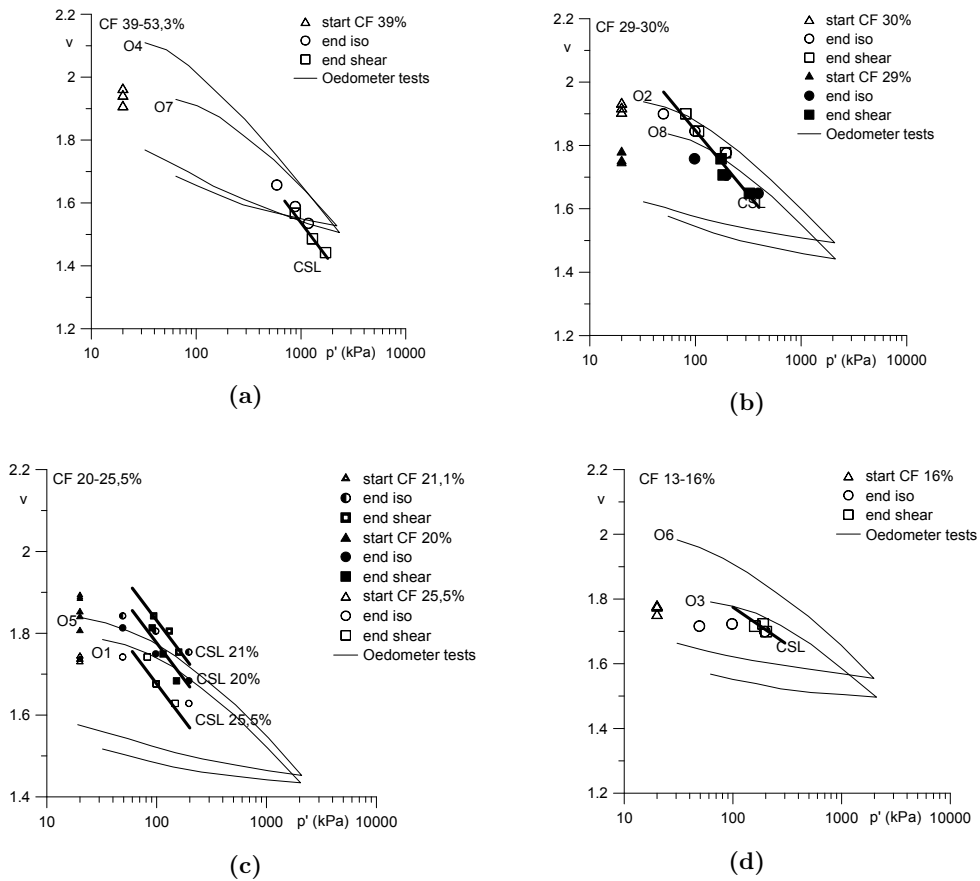 CF 39-53,3%
2.2
v
2
1.8
1.6
1.4
1.2
10
100
1000
10000
p' (kPa)
O4
O7
CSL
start CF 39%
end iso
end shear
Oedometer tests
(a)
CF 29-30%
2.2
v
2
1.8
1.6
1.4
1.2
10
100
1000
10000
p' (kPa)
O2
O8
CSL
start CF 30%
end iso
end shear
start CF 29%
end iso
end shear
Oedometer tests
(b)
CF 20-25,5%
2.2
v
2
1.8
1.6
1.4
10
100
1000
10000
p' (kPa)
O5
O1
CSL 21%
CSL 20%
CSL 25,5%
start CF 21,1%
end iso
end shear
start CF 20%
end iso
end shear
start CF 25,5%
end iso
end shear
Oedometer tests
(c)
CF 13-16%
2.2
v
2
1.8
1.6
1.4
1.2
10
100
1000
10000
p' (kPa)
O6
O3
CSL
start CF 16%
end iso
end shear
Oedometer tests
(d)